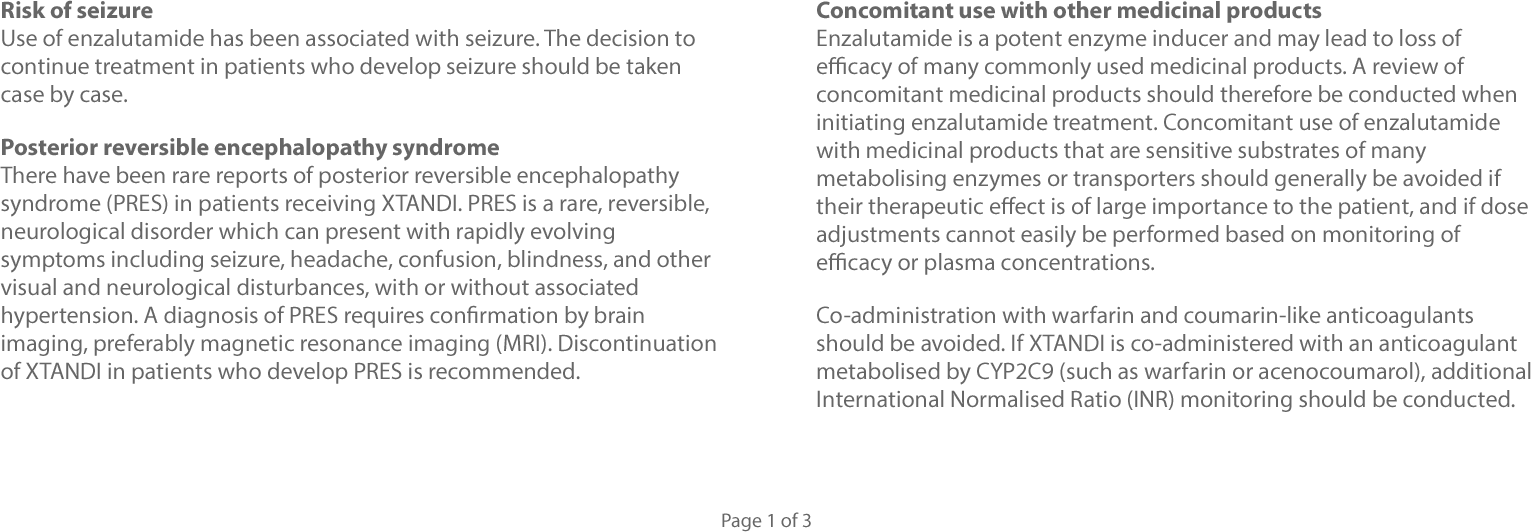 Risk of seizure
Use of enzalutamide has been associated with seizure. The decision to
continue treatment in patients who develop seizure should be taken
case by case.
Posterior reversible encephalopathy syndrome
There have been rare reports of posterior reversible encephalopathy
syndrome (PRES) in patients receiving XTANDI. PRES is a rare, reversible,
neurological disorder which can present with rapidly evolving
symptoms including seizure, headache, confusion, blindness, and other
visual and neurological disturbances, with or without associated
hypertension. A diagnosis of PRES requires confirmation by brain
imaging, preferably magnetic resonance imaging (MRI). Discontinuation
of XTANDI in patients who develop PRES is recommended.
Concomitant use with other medicinal products
Enzalutamide is a potent enzyme inducer and may lead to loss of
efficacy of many commonly used medicinal products. A review of
concomitant medicinal products should therefore be conducted when
initiating enzalutamide treatment. Concomitant use of enzalutamide
with medicinal products that are sensitive substrates of many
metabolising enzymes or transporters should generally be avoided if
their therapeutic effect is of large importance to the patient, and if dose
adjustments cannot easily be performed based on monitoring of
efficacy or plasma concentrations.
Co-administration with warfarin and coumarin-like anticoagulants
should be avoided. If XTANDI is co-administered with an anticoagulant
metabolised by CYP2C9 (such as warfarin or acenocoumarol), additional
International Normalised Ratio (INR) monitoring should be conducted.
Page 1 of 3